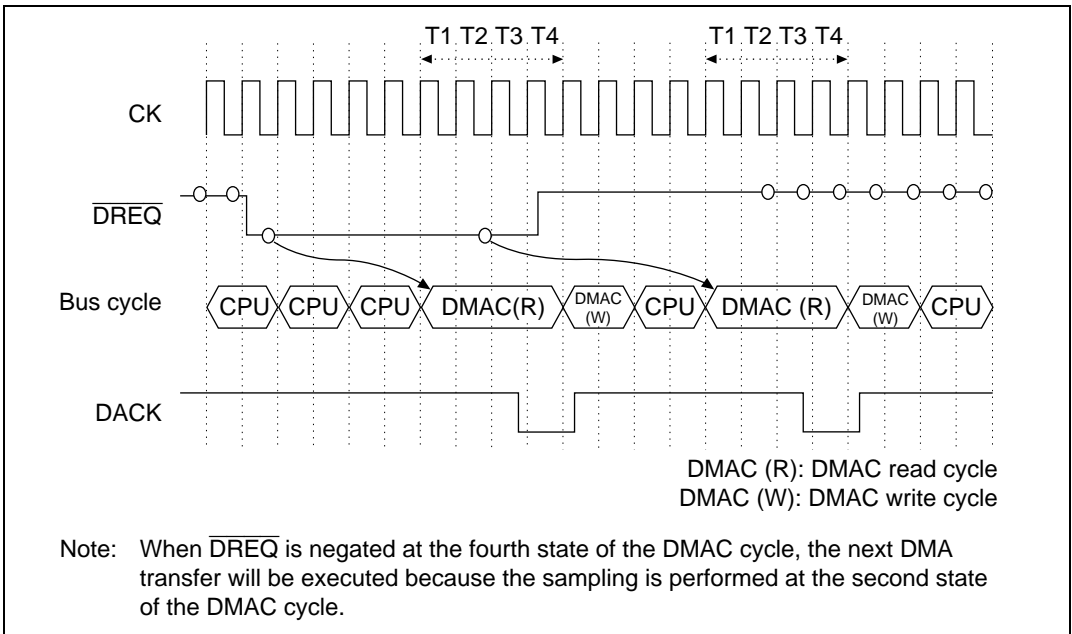 T1 T2 T3 T4 T1 T2 T3 T4
CK
DREQ
Bus cycle CPU CPU CPU DMAC(R) DMAC (W) CPU DMAC (R) DMAC (W) CPU
DACK
DMAC (R): DMAC read cycle
DMAC (W): DMAC write cycle
Note: When DREQ is negated at the fourth state of the DMAC cycle, the next DMA
transfer will be executed because the sampling is performed at the second state
of the DMAC cycle.